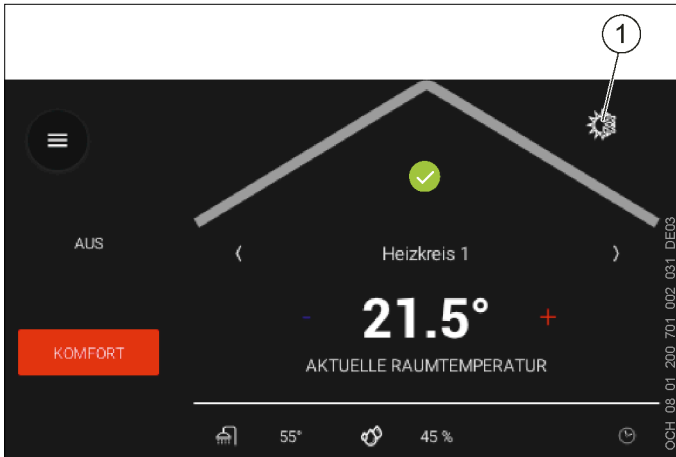 1
AUS
Heizkreis 1
- 21.5° +
KOMFORT
AKTUELLE RAUMTEMPERATUR
55°
45 %
OCH 08 01 200 701 002 031 DE03